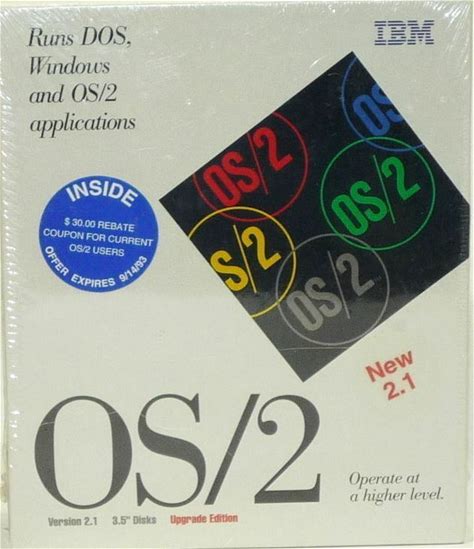 Runs DOS,
Windows
and OS/2
applications
IBM
INSIDE
$ 30.00 REBATE
COUPON FOR CURRENT
OS/2 USERS
OFFER EXPIRES 9/14/93
OS/2
OS/2
OS/2
S/2
OS/2
New
2.1
OS/2
Operate at
a higher level.
Version 2.1 3.5" Disks Upgrade Edition